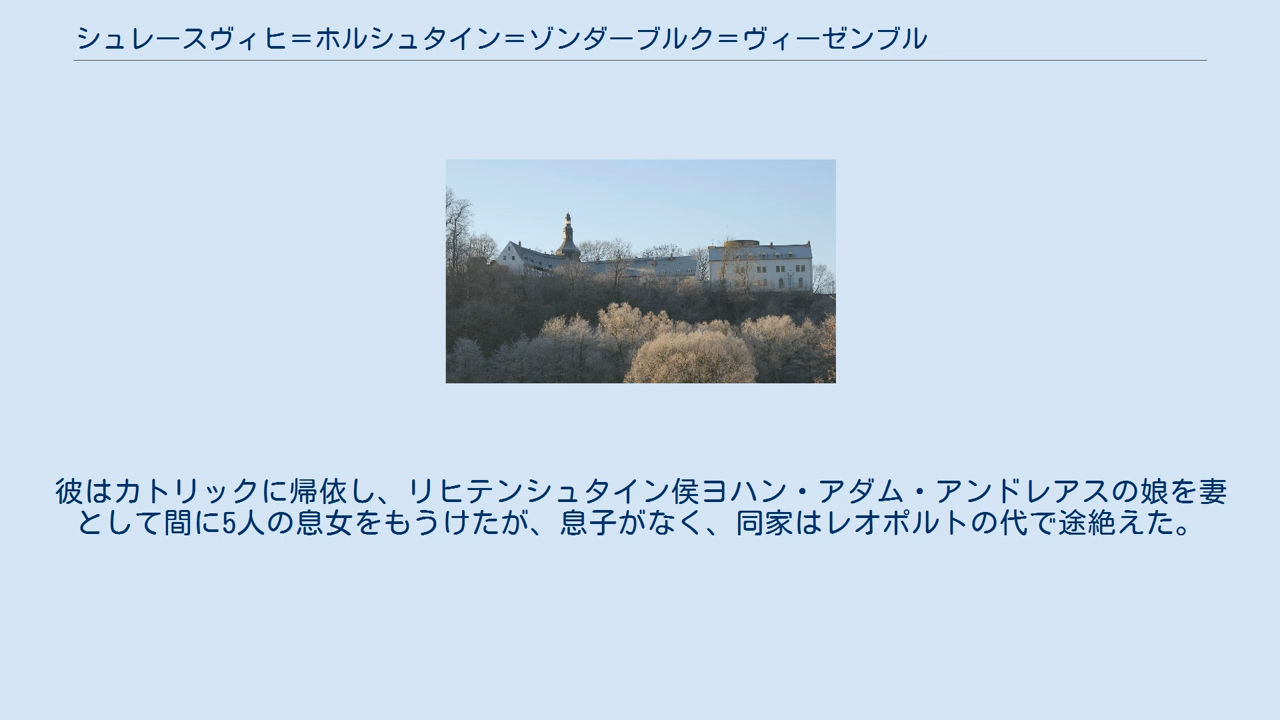 シュレースヴィヒ＝ホルシュタイン＝ゾンダーブルク＝ヴィーゼンブル
彼はカトリックに帰依し、リヒテンシュタイン侯ヨハン・アダム・アンドレアスの娘を妻
として間に5人の息女をもうけたが、息子がなく、同家はレオポルトの代で途絶えた。